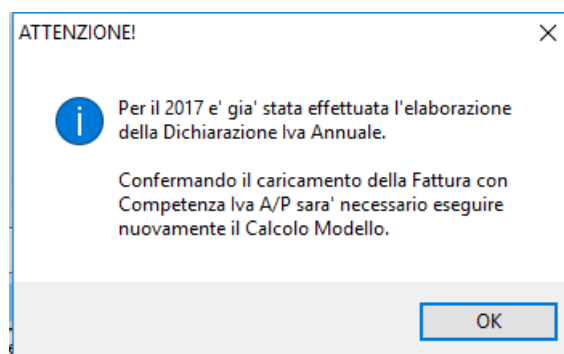 ATTENZIONE!
Per il 2017 e' gia' stata effettuata l'elaborazione
della Dichiarazione Iva Annuale.
Confermando il caricamento della Fattura con
Competenza Iva A/P sara' necessario eseguire
nuovamente il Calcolo Modello.
OK